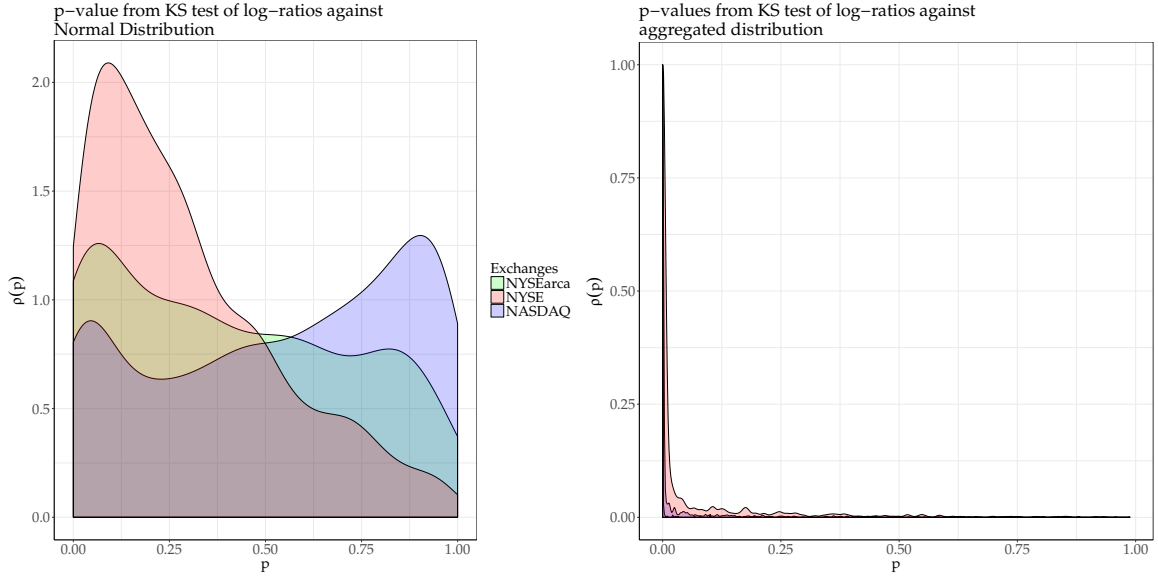 p−value from KS test of log−ratios against
Normal Distribution
2.0
1.5
1.0
0.5
0.0
ρ(p)
0.00 0.25 0.50 0.75 1.00
p
Exchanges
NYSEarca
NYSE
NASDAQ
p−values from KS test of log−ratios against
aggregated distribution
1.00
0.75
0.50
0.25
0.00
ρ(p)
0.00 0.25 0.50 0.75 1.00
p